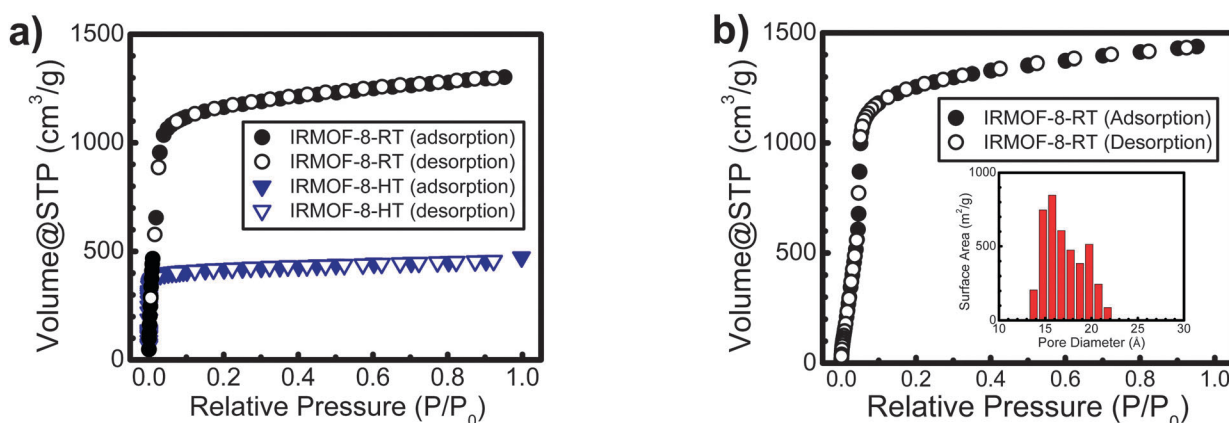 a)
Volume@STP (cm³/g)
1500
1000
500
0
IRMOF-8-RT (adsorption)
IRMOF-8-RT (desorption)
IRMOF-8-HT (adsorption)
IRMOF-8-HT (desorption)
0.0 0.2 0.4 0.6 0.8 1.0
Relative Pressure (P/P₀)
b)
Volume@STP (cm³/g)
1500
1000
500
0
IRMOF-8-RT (Adsorption)
IRMOF-8-RT (Desorption)
Surface Area (m²/g)
1000
500
0
10 15 20 25 30
Pore Diameter (Å)
0.0 0.2 0.4 0.6 0.8 1.0
Relative Pressure (P/P₀)